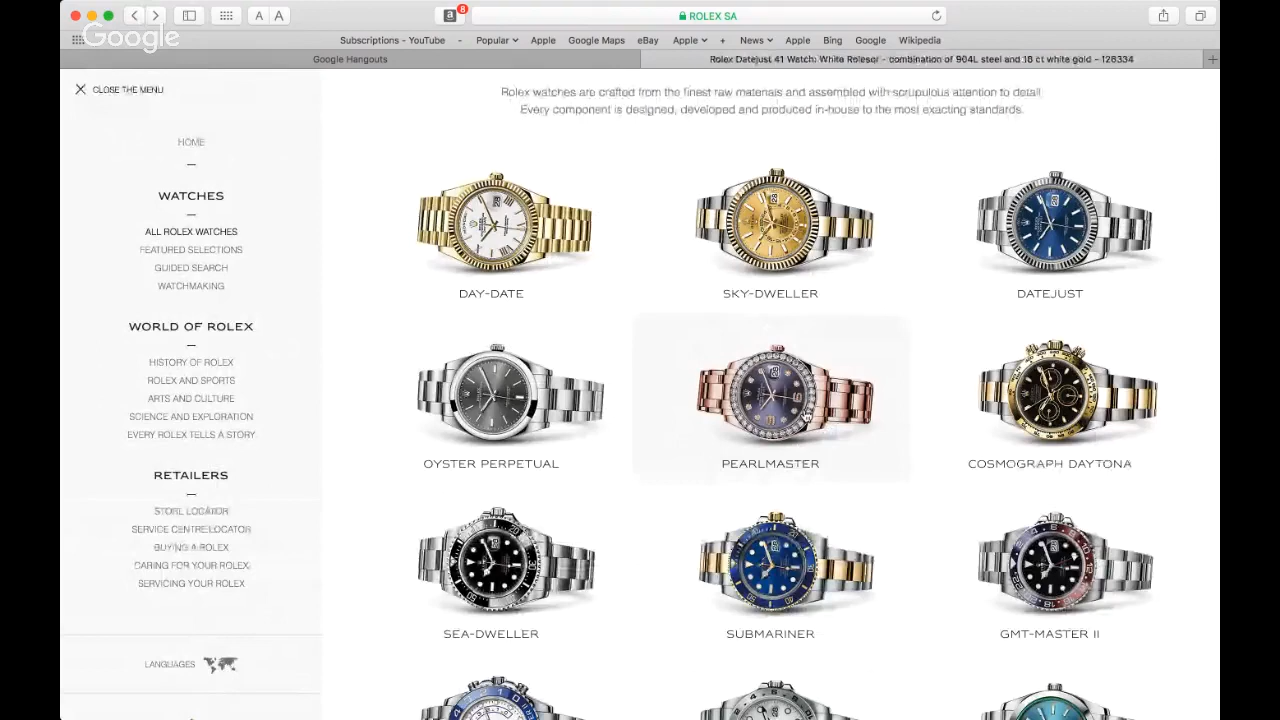 8
ROLEX SA
A A
Google
Subscriptions - YouTube
Popular
Apple
Google Maps
eBay
Apple
+
News
Apple
Bing
Google
Wikipedia
Google Hangouts
Rolex Datejust 41 Watch: White Rolesor - combination of 904L steel and 18 ct white gold – 126334
CLOSE THE MENU
HOME
WATCHES
ALL ROLEX WATCHES
FEATURED SELECTIONS
GUIDED SEARCH
WATCHMAKING
WORLD OF ROLEX
HISTORY OF ROLEX
ROLEX AND SPORTS
ARTS AND CULTURE
SCIENCE AND EXPLORATION
EVERY ROLEX TELLS A STORY
RETAILERS
STORE LOCATOR
SERVICE CENTRE LOCATOR
BUYING A ROLEX
CARING FOR YOUR ROLEX
SERVICING YOUR ROLEX
LANGUAGES
Rolex watches are crafted from the finest raw materials and assembled with scrupulous attention to detail.
Every component is designed, developed and produced in-house to the most exacting standards.
DAY-DATE
SKY-DWELLER
DATEJUST
OYSTER PERPETUAL
PEARLMASTER
COSMOGRAPH DAYTONA
SEA-DWELLER
SUBMARINER
GMT-MASTER II